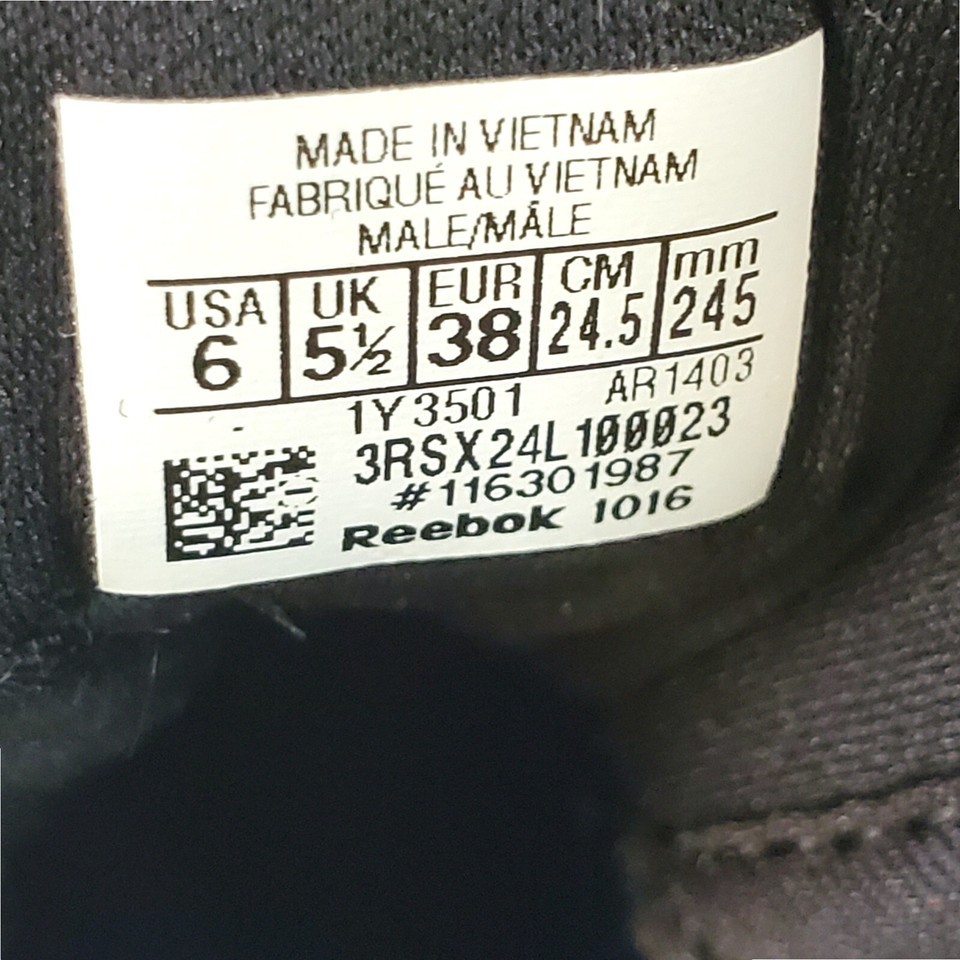 MADE IN VIETNAM
FABRIQUÉ AU VIETNAM
MALE/MÂLE
USA UK EUR CM mm
6 5½ 38 24.5 245
1Y3501 AR1403
3RSX24L100023
#116301987
Reebok 1016